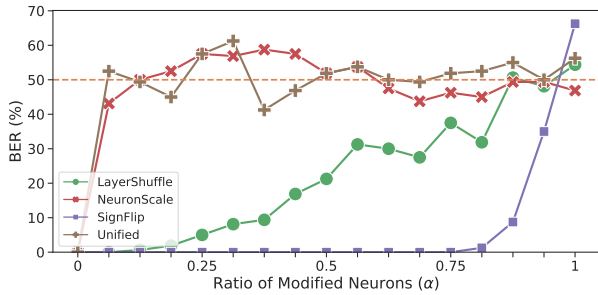 70
60
50
40
30
20
10
0
BER (%)
LayerShuffle
NeuronScale
SignFlip
Unified
0 0.25 0.5 0.75 1
Ratio of Modified Neurons (α)